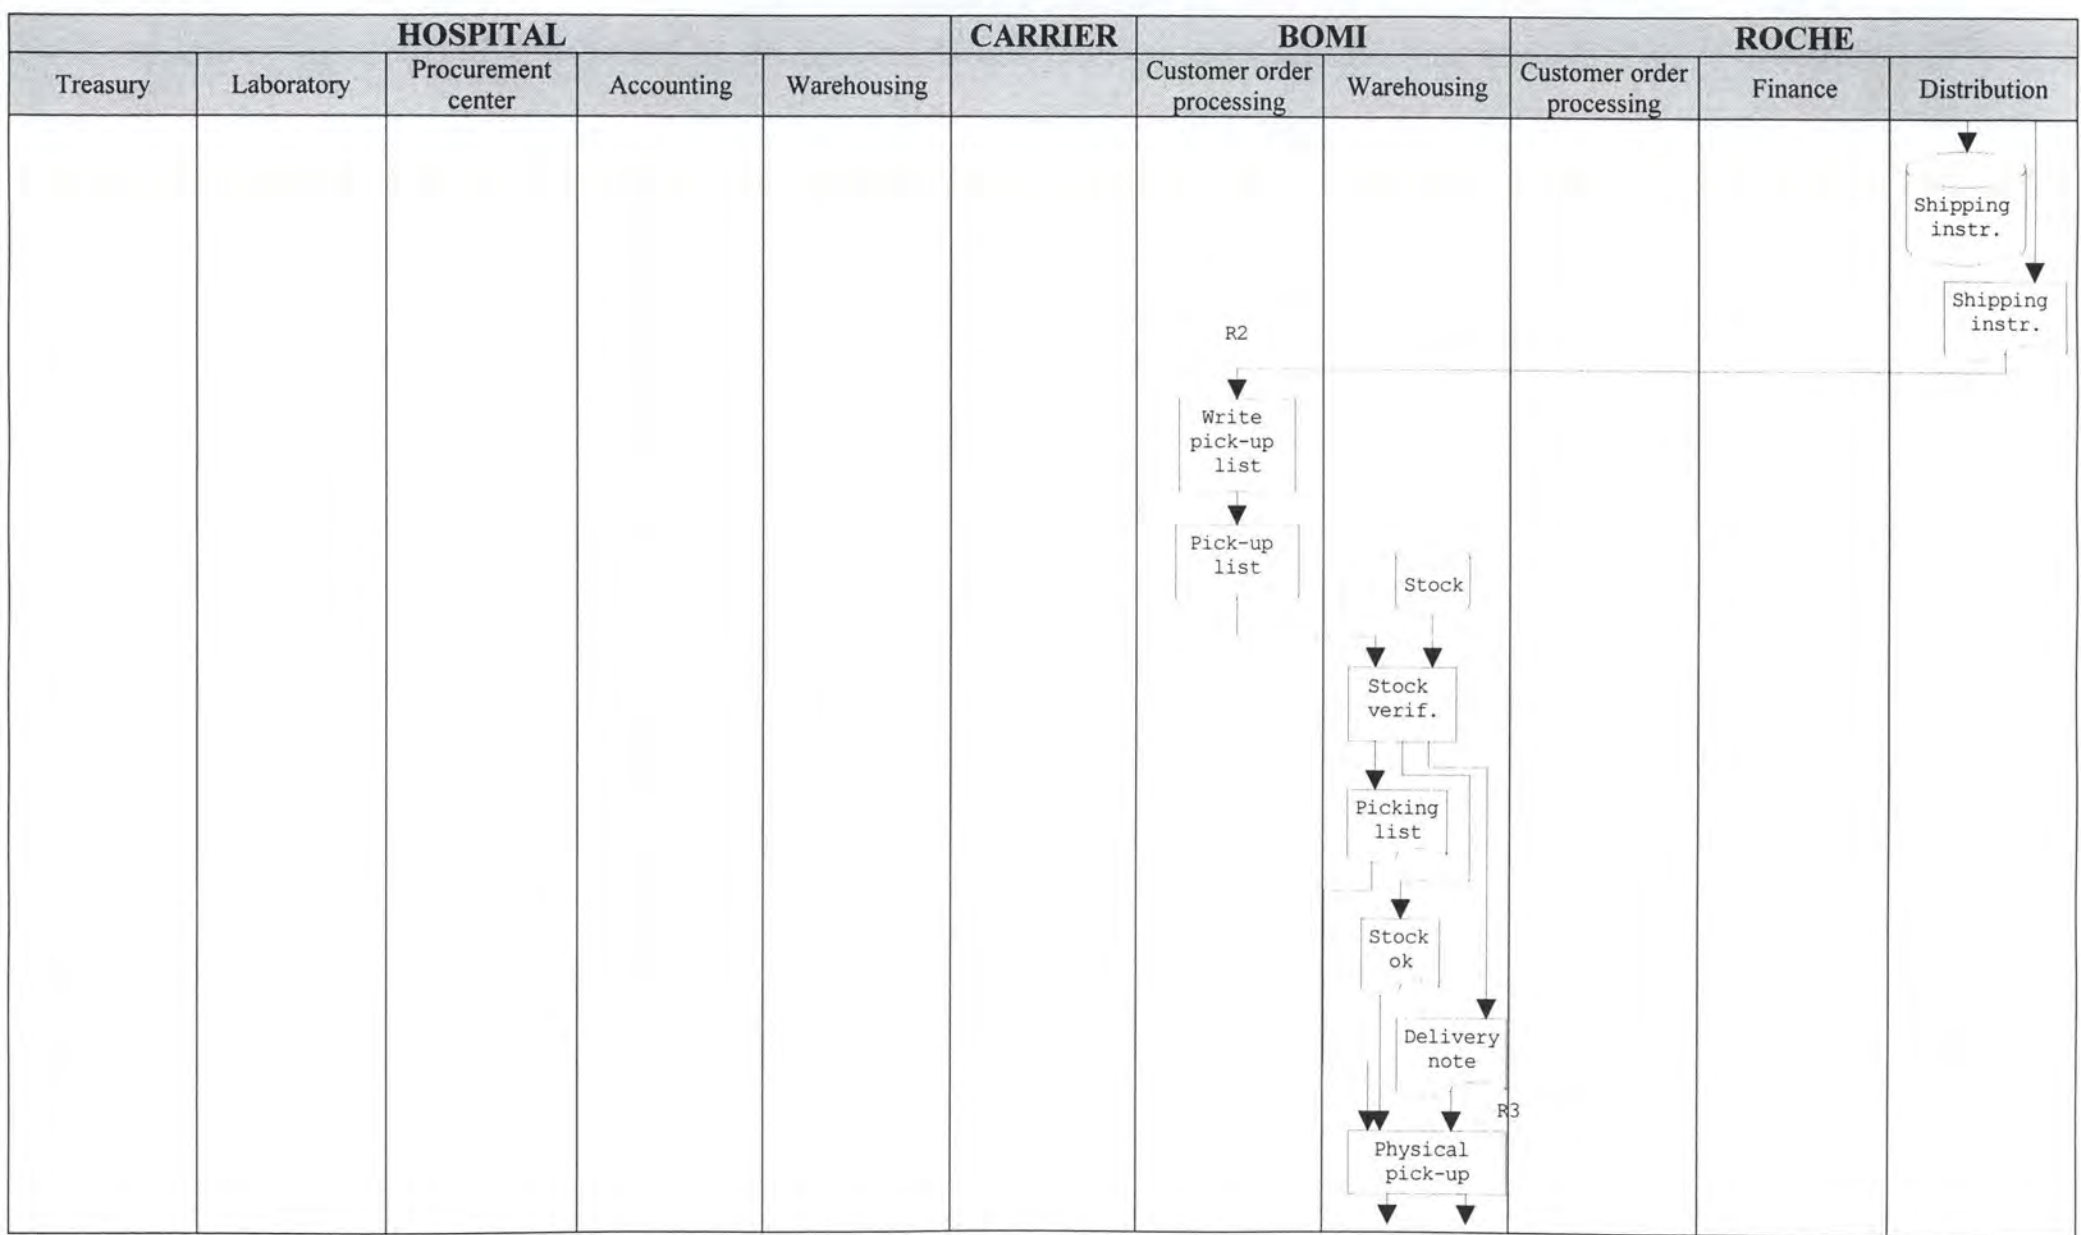 HOSPITAL CARRIER BOMI ROCHE
Treasury Laboratory Procurement center Accounting Warehousing Customer order processing Warehousing Customer order processing Finance Distribution
Shipping
instr.
Shipping
instr.
R2
Write
pick-up
list
Pick-up
list
Stock
Stock
verif.
Picking
list
Stock
ok
Delivery
note
R3
Physical
pick-up